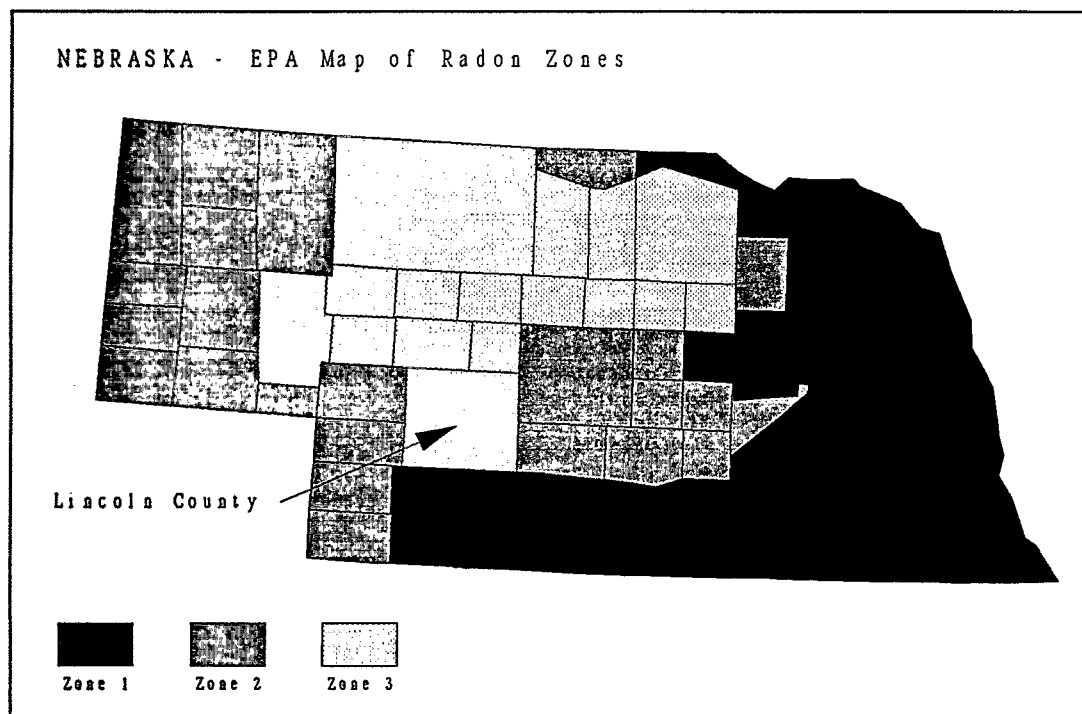 NEBRASKA - EPA Map of Radon Zones
Lincoln County
Zone 1 Zone 2 Zone 3